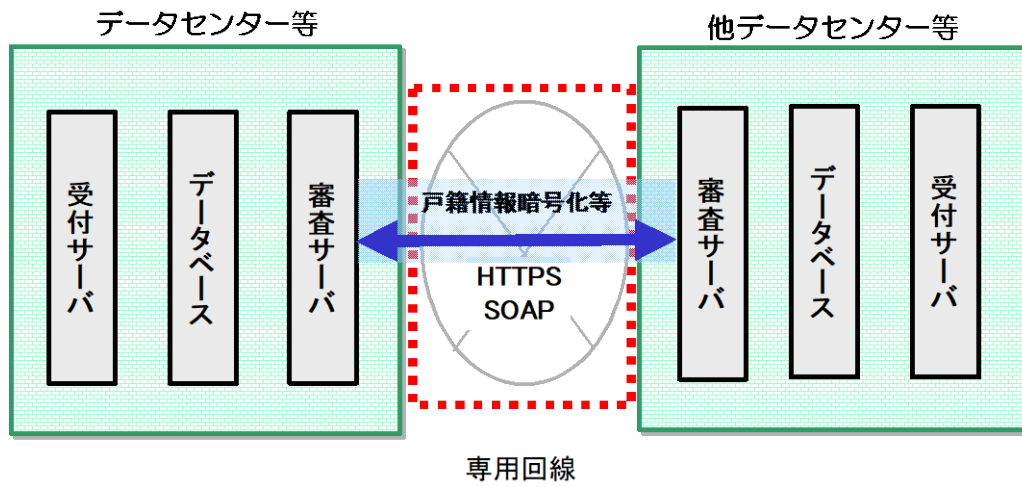 データセンター等
他データセンター等
受付サーバ
データベース
審査サーバ
戸籍情報暗号化等
HTTPS
SOAP
審査サーバ
データベース
受付サーバ
専用回線